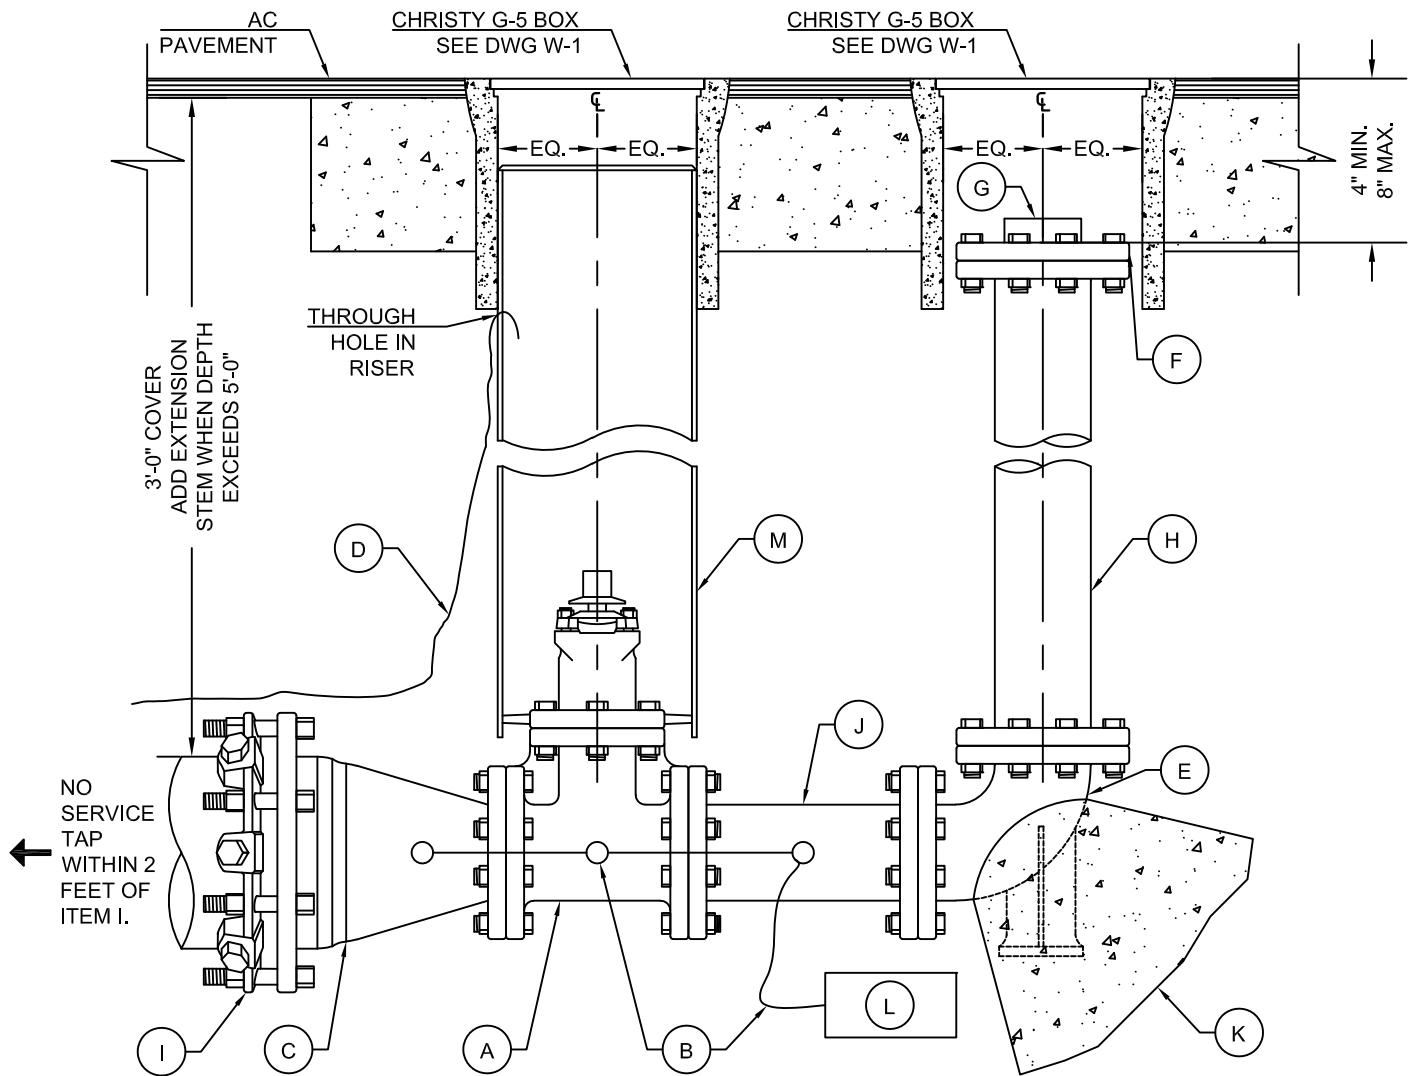 AC
PAVEMENT
CHRISTY G-5 BOX
SEE DWG W-1
CHRISTY G-5 BOX
SEE DWG W-1
℄
℄
EQ.
EQ.
EQ.
EQ.
4" MIN.
8" MAX.
G
F
THROUGH
HOLE IN
RISER
3'-0" COVER
ADD EXTENSION
STEM WHEN DEPTH
EXCEEDS 5'-0"
D
M
H
J
E
NO
SERVICE
TAP
WITHIN 2
FEET OF
ITEM I.
I
C
A
B
L
K